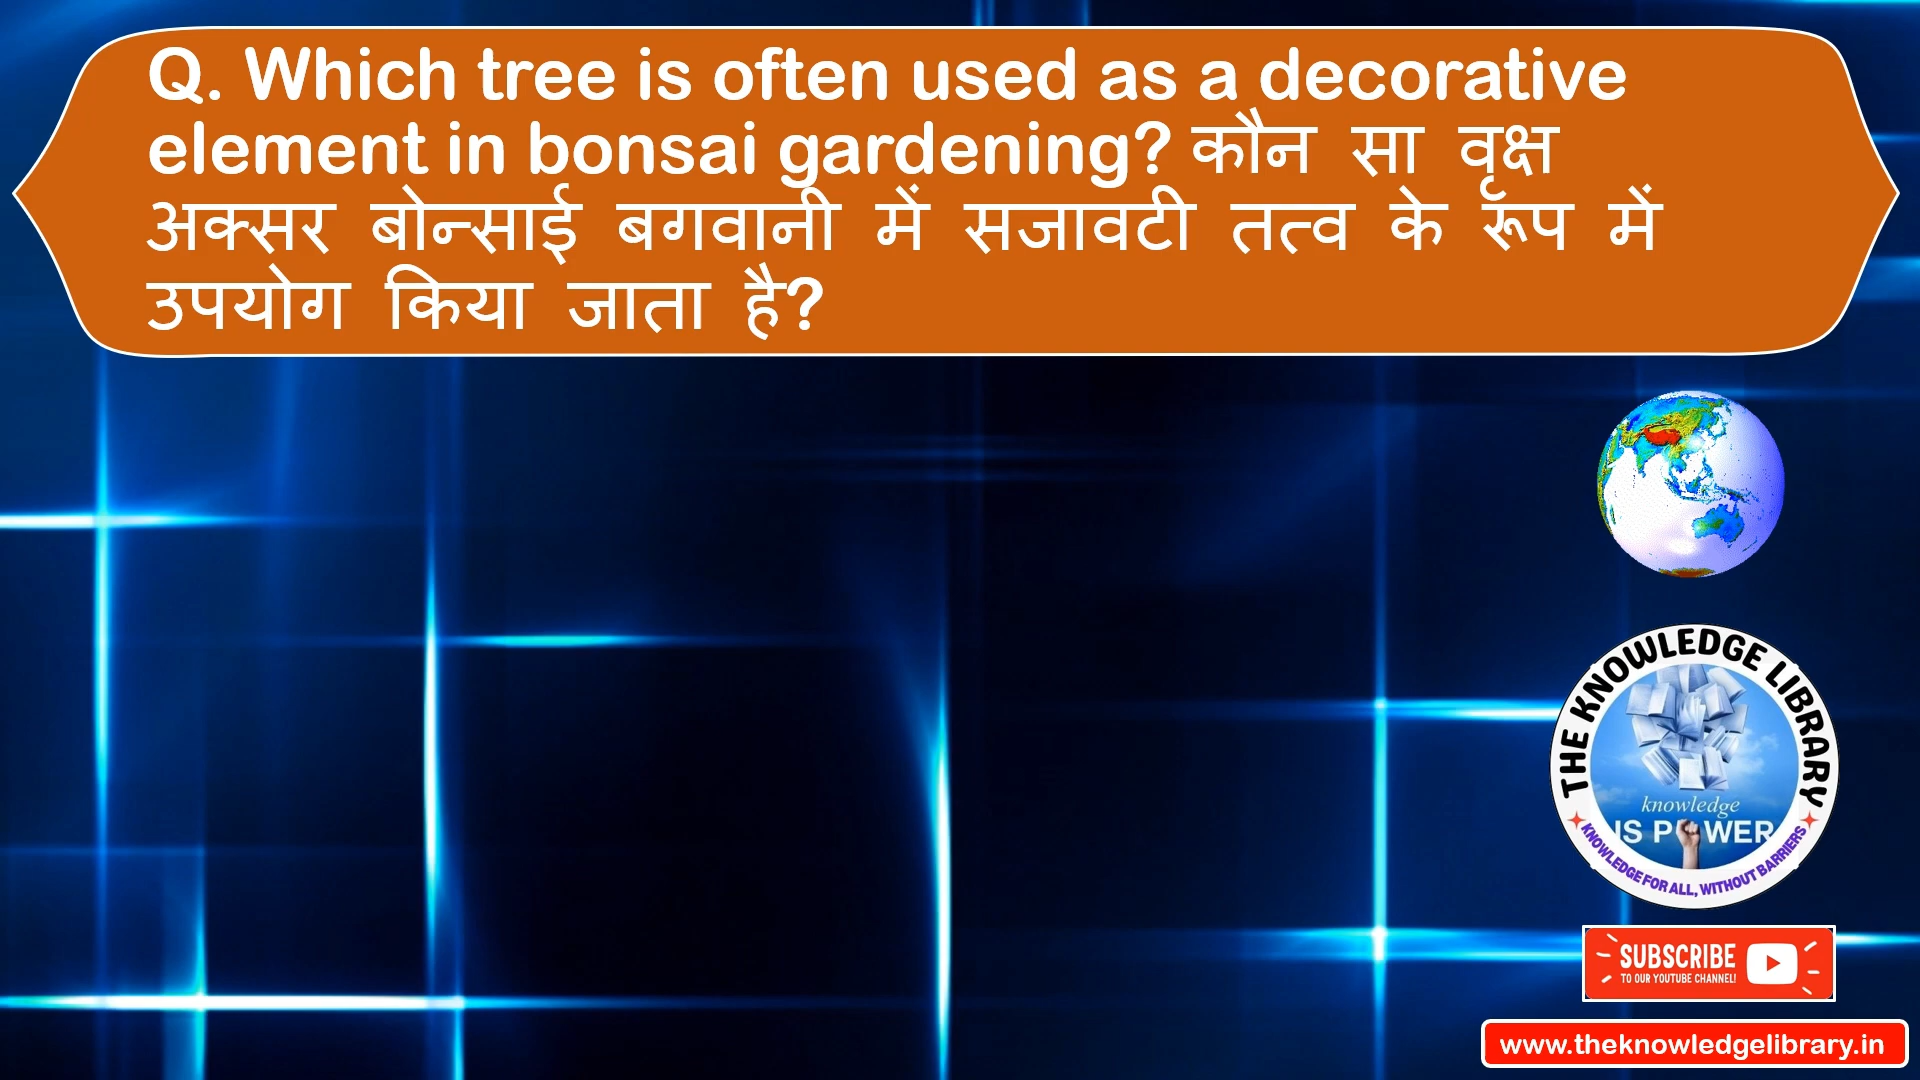 Q. Which tree is often used as a decorative
element in bonsai gardening? कौन सा वृक्ष
अक्सर बोन्साई बगवानी में सजावटी तत्व के रूप में
उपयोग किया जाता है?
THE KNOWLEDGE LIBRARY
knowledge
IS POWER
KNOWLEDGE FOR ALL, WITHOUT BARRIERS
SUBSCRIBE
TO OUR YOUTUBE CHANNEL!
www.theknowledgelibrary.in